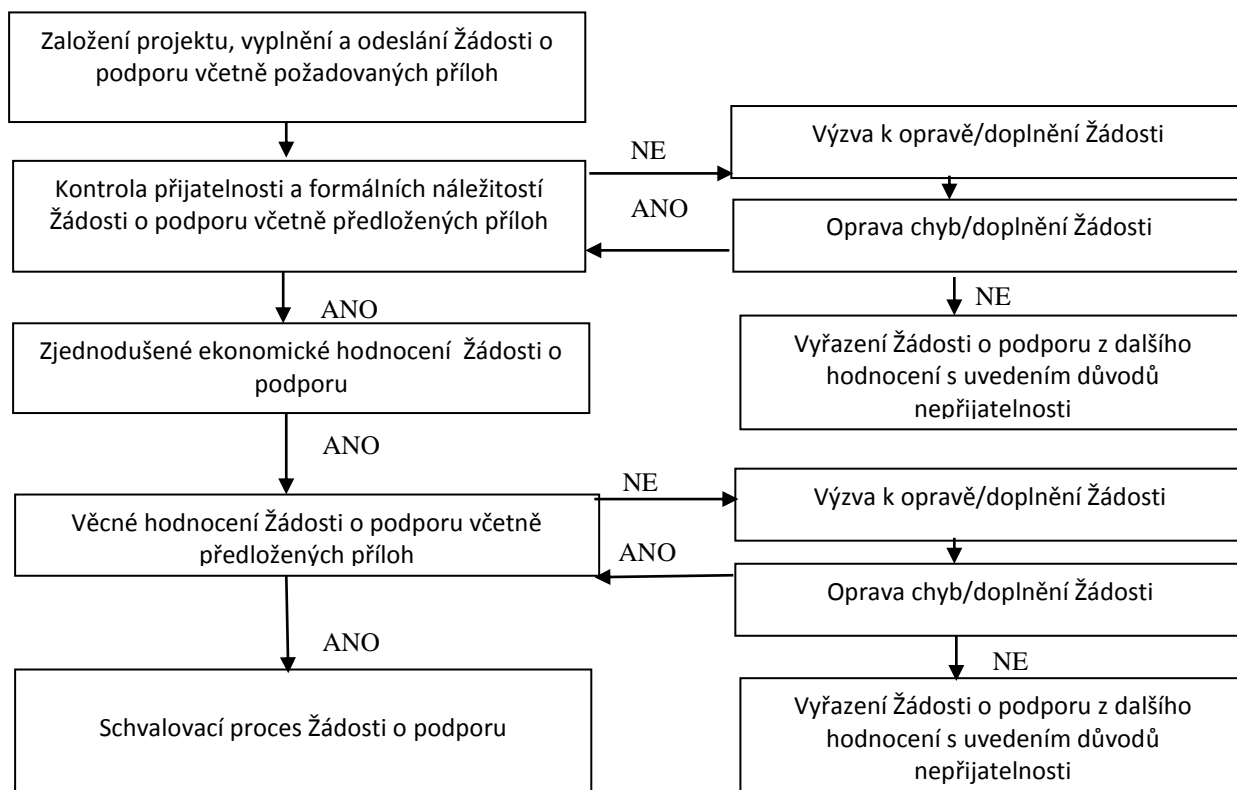 Založení projektu, vyplnění a odeslání Žádosti o
podporu včetně požadovaných příloh
NE
Výzva k opravě/doplnění Žádosti
Kontrola přijatelnosti a formálních náležitostí
Žádosti o podporu včetně předložených příloh
ANO
Oprava chyb/doplnění Žádosti
ANO
NE
Zjednodušené ekonomické hodnocení Žádosti o
podporu
Vyřazení Žádosti o podporu z dalšího
hodnocení s uvedením důvodů
nepřijatelnosti
ANO
NE
Výzva k opravě/doplnění Žádosti
Věcné hodnocení Žádosti o podporu včetně
předložených příloh
ANO
Oprava chyb/doplnění Žádosti
ANO
NE
Schvalovací proces Žádosti o podporu
Vyřazení Žádosti o podporu z dalšího
hodnocení s uvedením důvodů
nepřijatelnosti